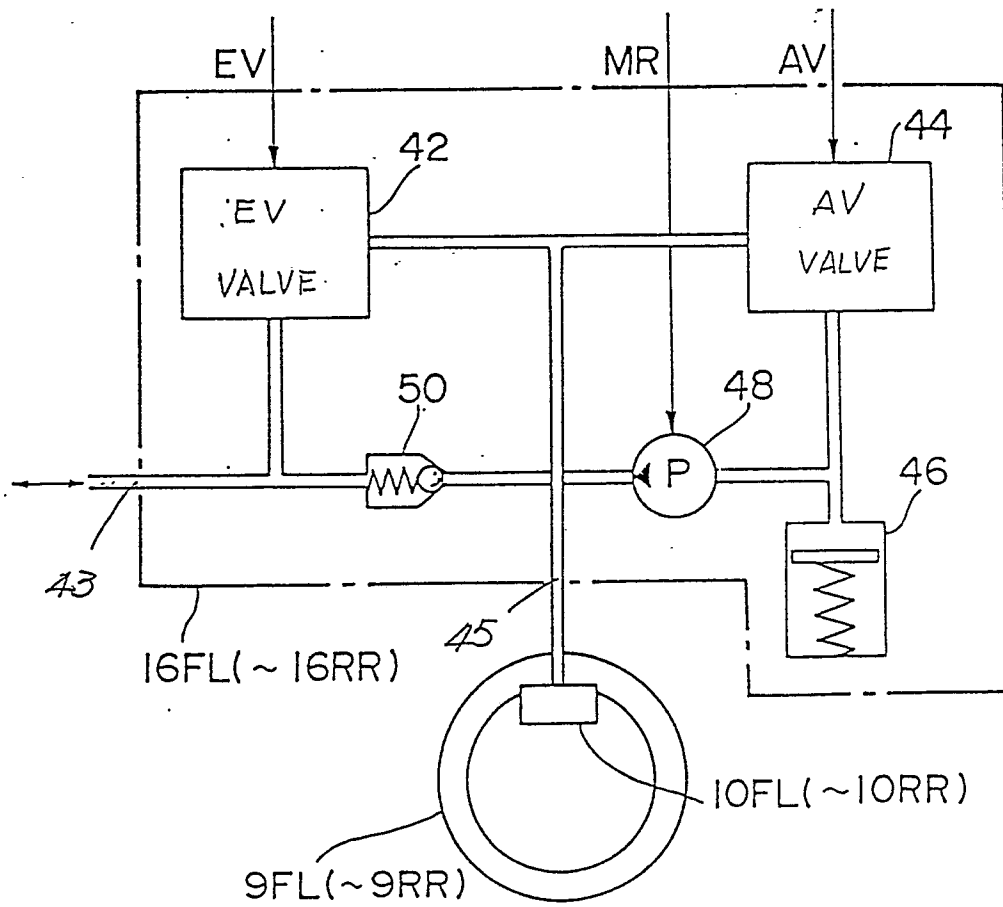 EV
MR
AV
42
44
EV
VALVE
AV
VALVE
50
48
P
46
43
45
16FL(~16RR)
10FL(~10RR)
9FL(~9RR)